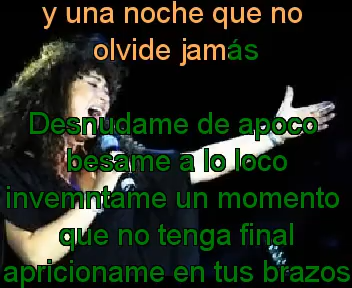 y una noche que no
olvide jamás
Desnudame de apoco
besame a lo loco
invemntame un momento
que no tenga final
apricioname en tus brazos